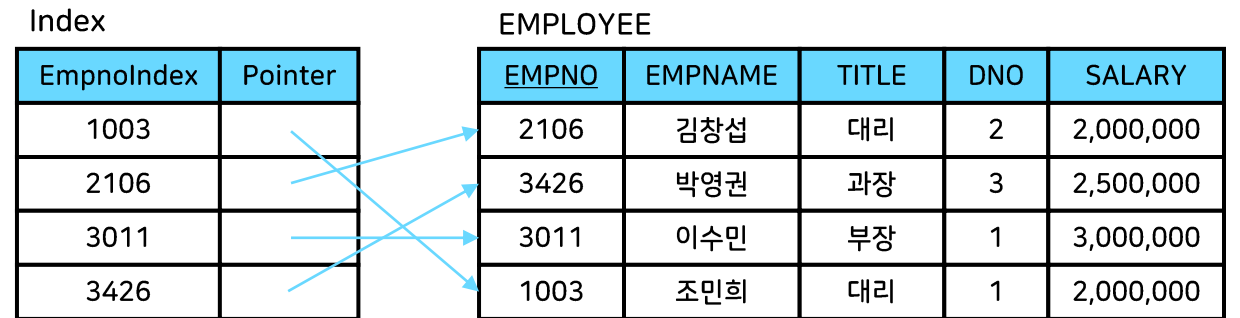 Index EMPLOYEE
EmpnoIndex Pointer EMPNO EMPNAME TITLE DNO SALARY
1003 2106 김창섭 대리 2 2,000,000
2106 3426 박영권 과장 3 2,500,000
3011 3011 이수민 부장 1 3,000,000
3426 1003 조민희 대리 1 2,000,000